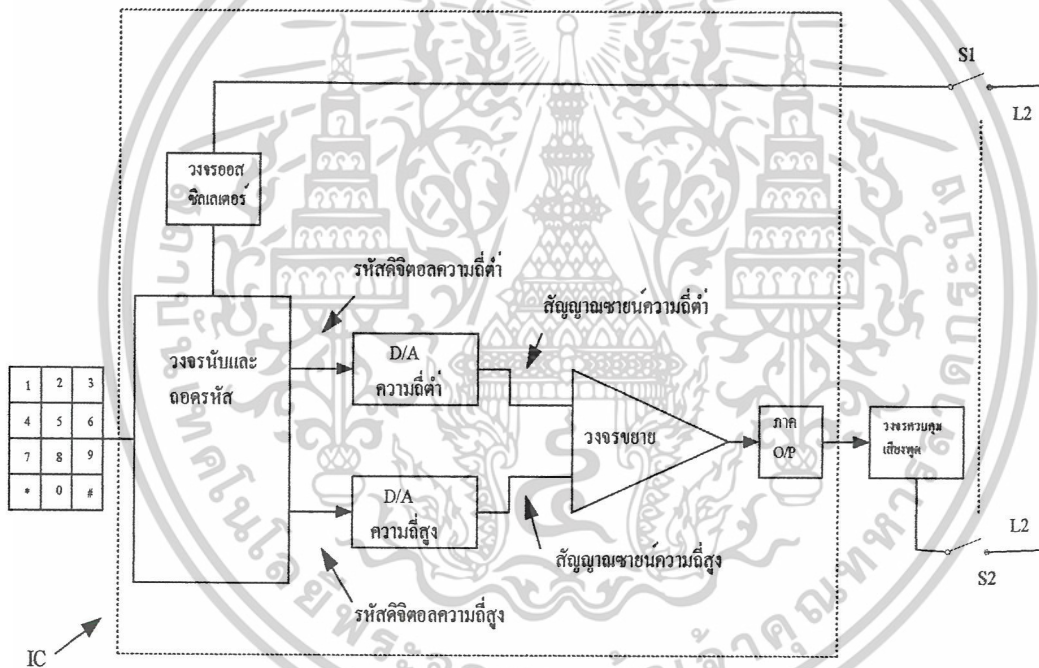 S1
L2
วงจรออส
ซิลเลเตอร์
รหัสดิจิตอลความถี่ต่ำ
สัญญาณซายน์ความถี่ต่ำ
วงจรนับและ
ถอดรหัส
D/A
ความถี่ต่ำ
1 2 3
4 5 6
7 8 9
* 0 #
วงจรขยาย
ภาค
O/P
วงจรควบคุม
เสียงพูด
D/A
ความถี่สูง
สัญญาณซายน์ความถี่สูง
L2
S2
รหัสดิจิตอลความถี่สูง
IC